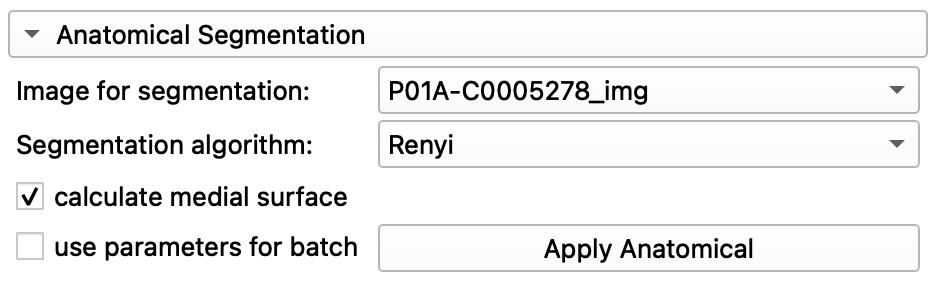 Anatomical Segmentation
Image for segmentation: P01A-C0005278_img
Segmentation algorithm: Renyi
calculate medial surface
use parameters for batch Apply Anatomical